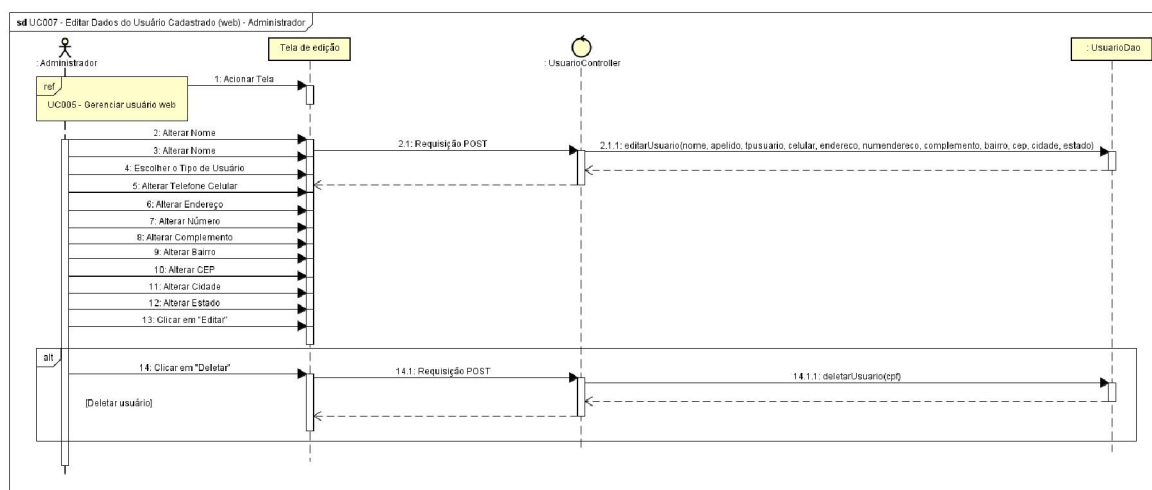 sd UC007 - Editar Dados do Usuário Cadastrado (web) - Administrador
: Administrador
Tela de edição
: UsuarioController
: UsuarioDao
ref
UC005 - Gerenciar usuário web
1: Acionar Tela
2: Alterar Nome
2.1: Requisição POST
2.1.1: editarUsuario(nome, apelido, tpusuario, celular, endereco, numendereco, complemento, bairro, cep, cidade, estado)
3: Alterar Nome
4: Escolher o Tipo de Usuário
5: Alterar Telefone Celular
6: Alterar Endereço
7: Alterar Número
8: Alterar Complemento
9: Alterar Bairro
10: Alterar CEP
11: Alterar Cidade
12: Alterar Estado
13: Clicar em "Editar"
alt
14: Clicar em "Deletar"
14.1: Requisição POST
14.1.1: deletarUsuario(cpf)
[Deletar usuário]